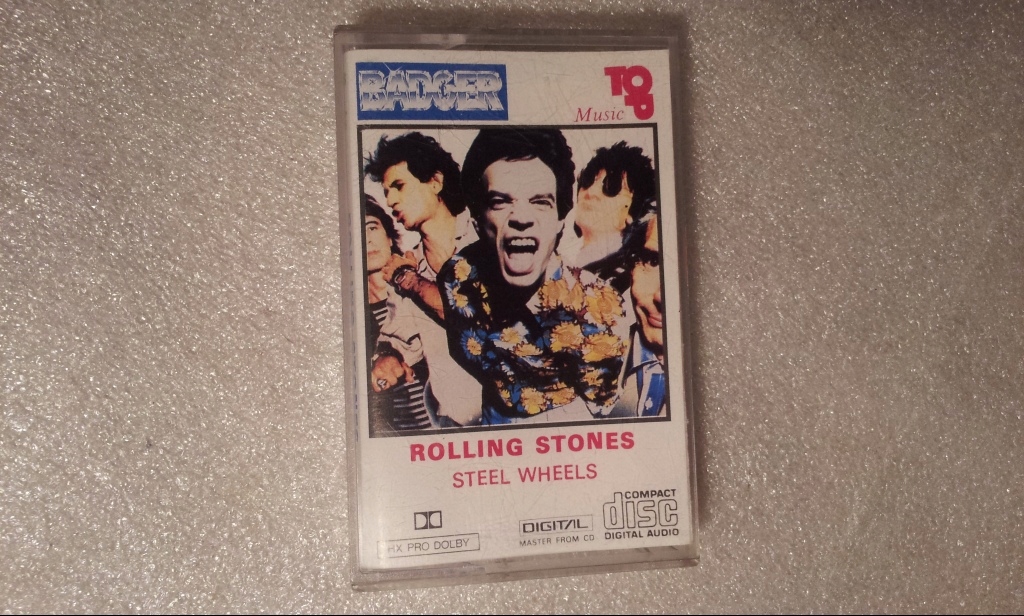 BADGER
TOP
Music
ROLLING STONES
STEEL WHEELS
HX PRO DOLBY
DIGITAL
MASTER FROM CD
COMPACT
disc
DIGITAL AUDIO